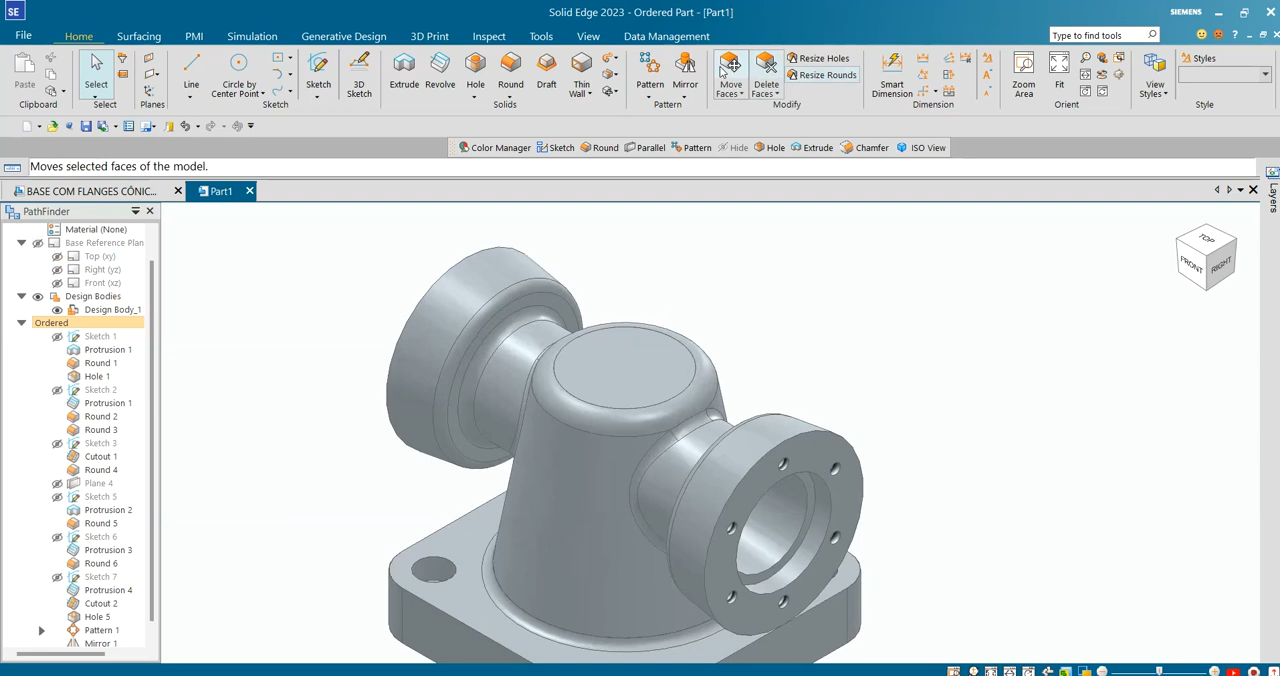 SE
Solid Edge 2023 - Ordered Part - [Part1]
SIEMENS
File
Home
Surfacing
PMI
Simulation
Generative Design
3D Print
Inspect
Tools
View
Data Management
Type to find tools
Paste
Clipboard
Select
Select
Planes
Line
Circle by Center Point
Draw
Sketch
3D Sketch
Extrude
Revolve
Hole
Round
Draft
Thin Wall
Solids
Pattern
Mirror
Pattern
Move Faces
Delete Faces
Resize Holes
Resize Rounds
Modify
Smart Dimension
Dimension
Zoom Area
Fit
Orient
View Styles
Styles
Style
Color Manager
Sketch
Round
Parallel
Pattern
Hide
Hole
Extrude
Chamfer
ISO View
Moves selected faces of the model.
BASE COM FLANGES CÔNIC...
Part1
PathFinder
Layers
Material (None)
Base Reference Plan
Top (xy)
Right (yz)
Front (xz)
Design Bodies
Design Body_1
Ordered
Sketch 1
Protrusion 1
Round 1
Hole 1
Sketch 2
Protrusion 1
Round 2
Round 3
Sketch 3
Cutout 1
Round 4
Plane 4
Sketch 5
Protrusion 2
Round 5
Sketch 6
Protrusion 3
Round 6
Sketch 7
Protrusion 4
Cutout 2
Hole 5
Pattern 1
Mirror 1
TOP
FRONT
RIGHT